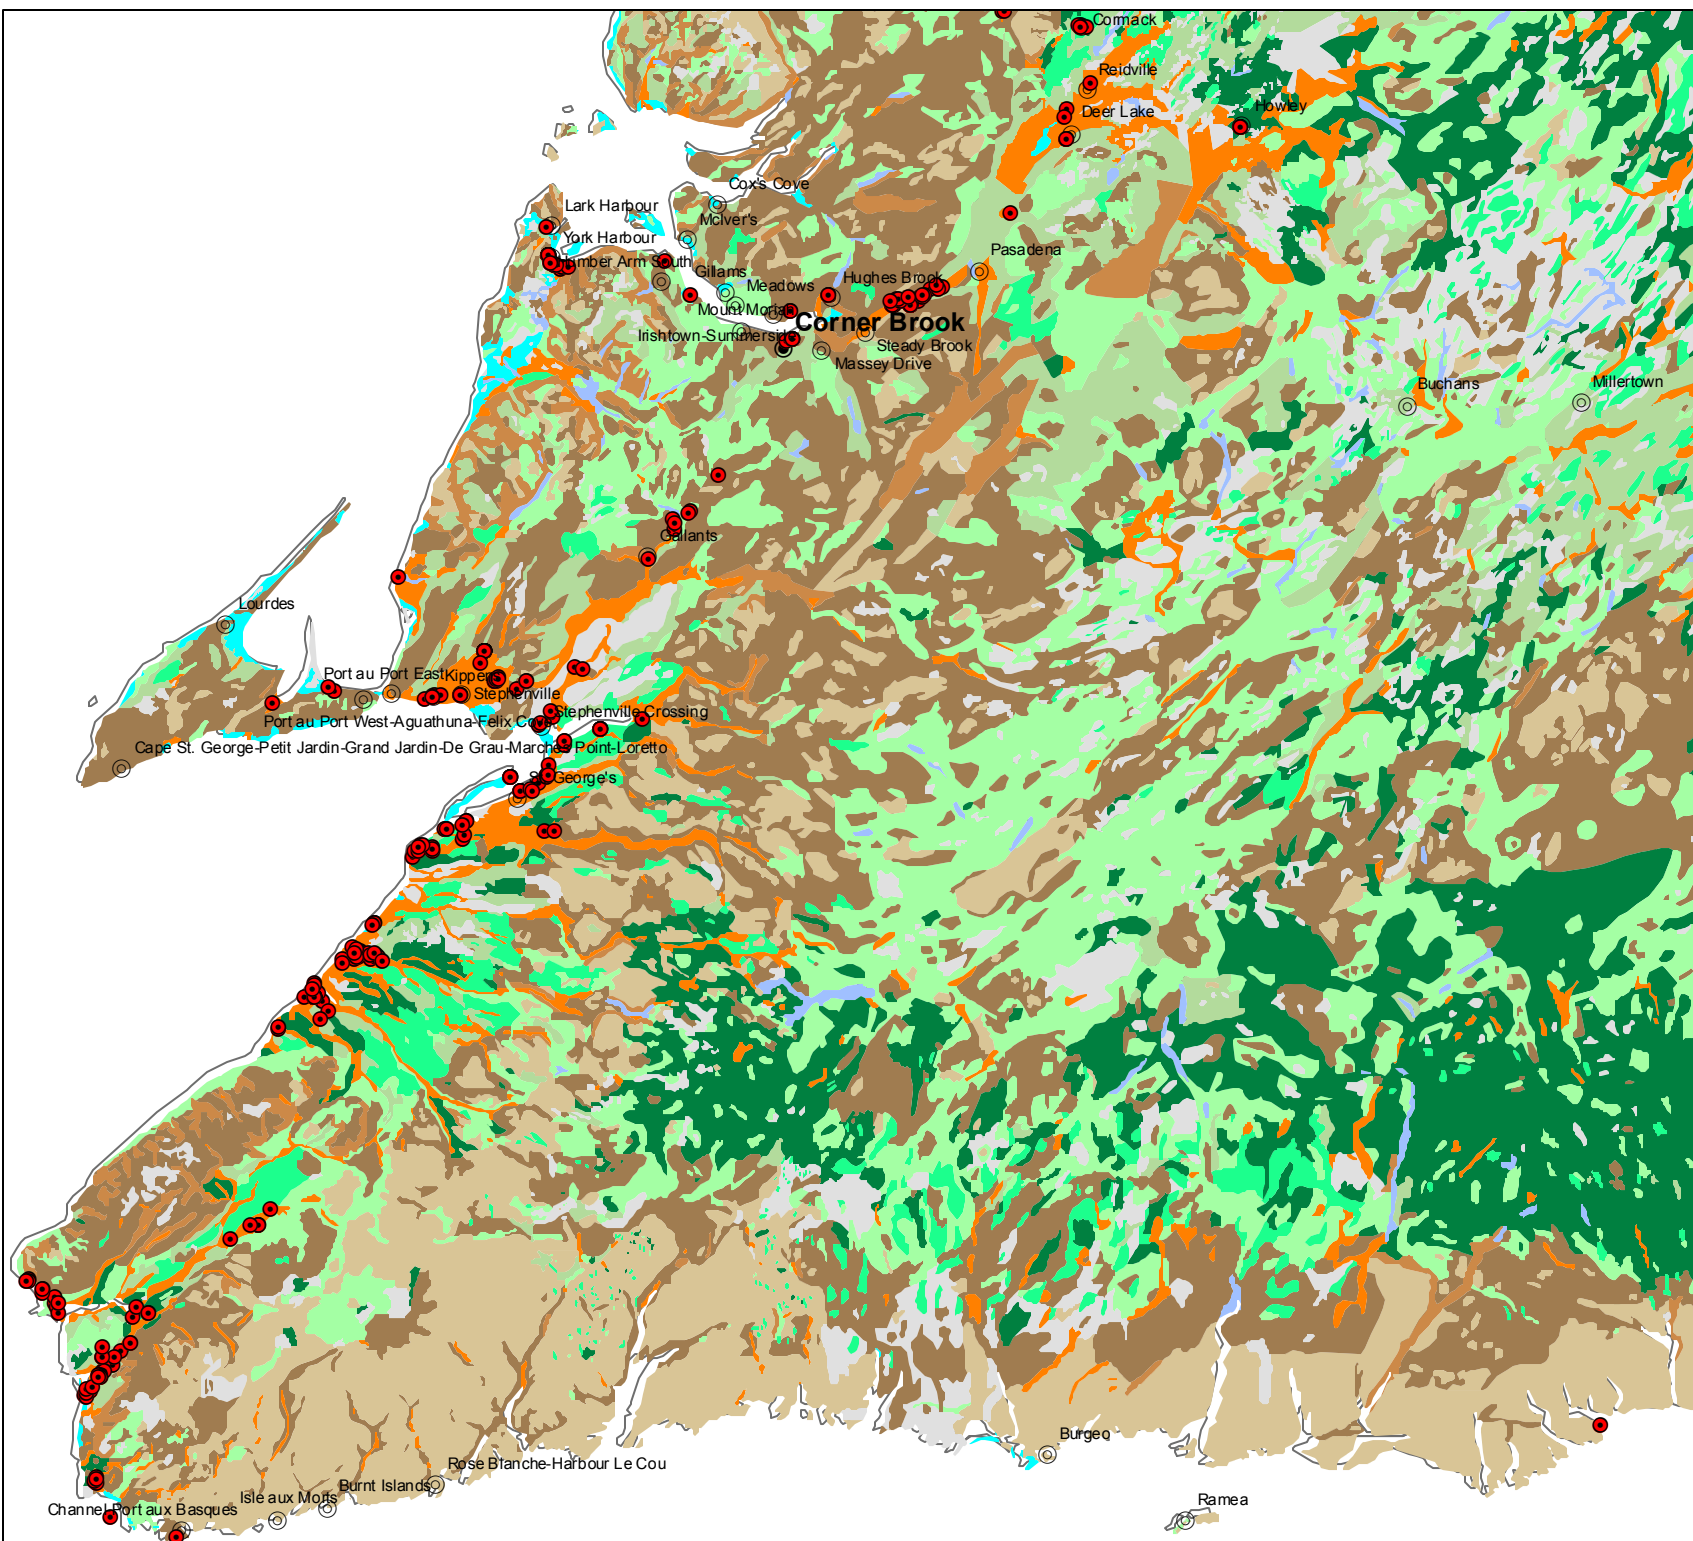 Cormack
Reidville
Deer Lake
Howley
Cox's Cove
Lark Harbour
McIver's
York Harbour
Humber Arm South
Pasadena
Gillams
Hughes Brook
Meadows
Mount Moriah
Corner Brook
Irishtown-Summerside
Steady Brook
Massey Drive
Buchans
Millertown
Gallants
Lourdes
Port au Port East
Kippens
Stephenville
Stephenville Crossing
Port au Port West-Aguathuna-Felix Cove
Cape St. George-Petit Jardin-Grand Jardin-De Grau-Marches Point-Loretto
St. George's
Burgeo
Rose Blanche-Harbour Le Cou
Burnt Islands
Isle aux Morts
Ramea
Channel-Port aux Basques